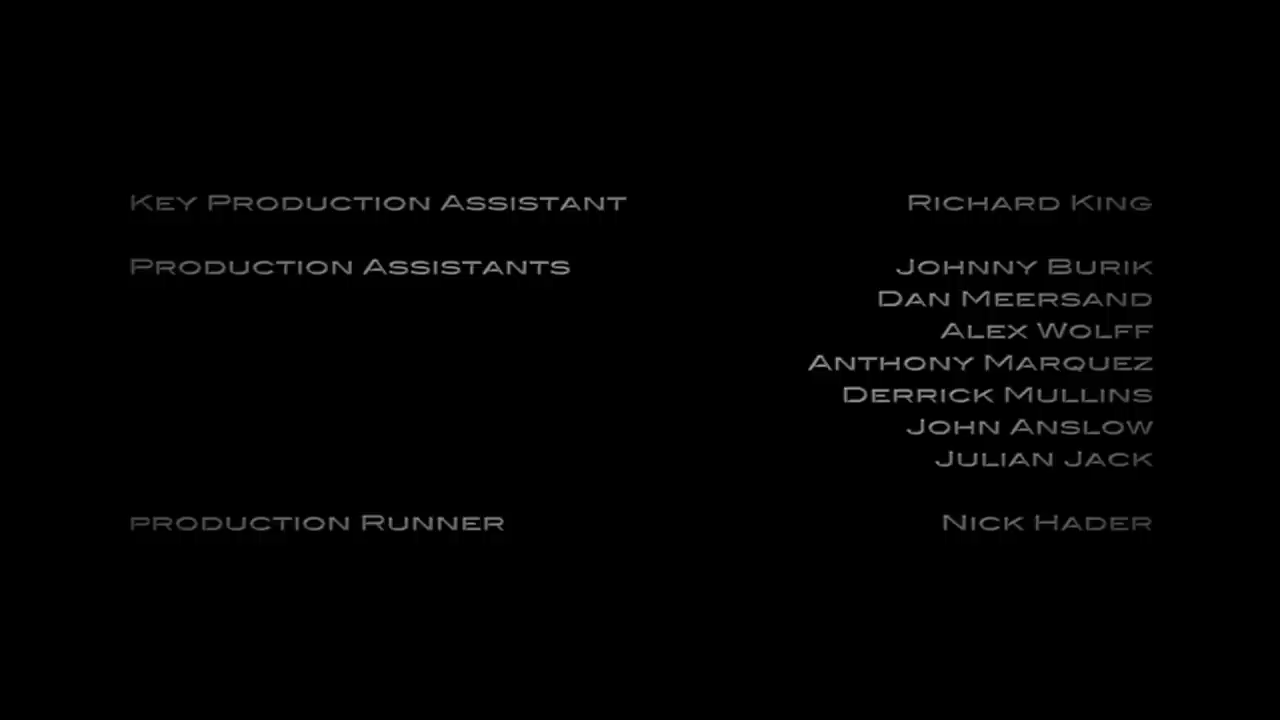 Key Production Assistant Richard King
Production Assistants Johnny Burik
Dan Meersand
Alex Wolff
Anthony Marquez
Derrick Mullins
John Anslow
Julian Jack
production Runner Nick Hader